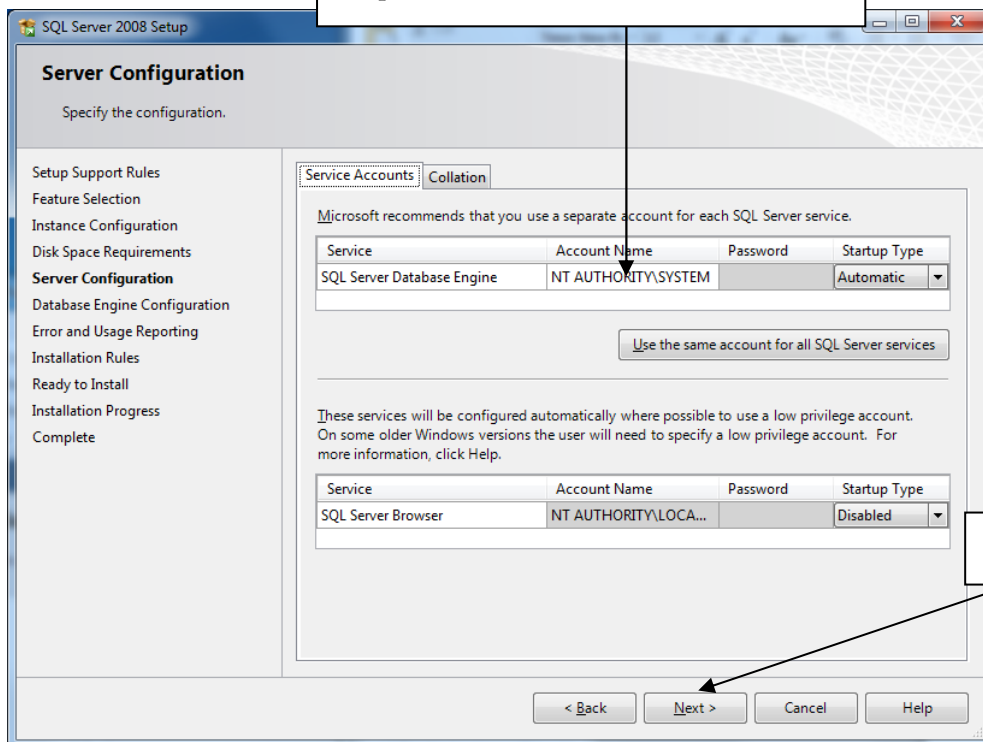 SQL Server 2008 Setup
Server Configuration
Specify the configuration.
Setup Support Rules
Feature Selection
Instance Configuration
Disk Space Requirements
Server Configuration
Database Engine Configuration
Error and Usage Reporting
Installation Rules
Ready to Install
Installation Progress
Complete
Service Accounts Collation
Microsoft recommends that you use a separate account for each SQL Server service.
Service Account Name Password Startup Type
SQL Server Database Engine NT AUTHORITY\SYSTEM Automatic
Use the same account for all SQL Server services
These services will be configured automatically where possible to use a low privilege account.
On some older Windows versions the user will need to specify a low privilege account. For
more information, click Help.
Service Account Name Password Startup Type
SQL Server Browser NT AUTHORITY\LOCA... Disabled
< Back Next > Cancel Help